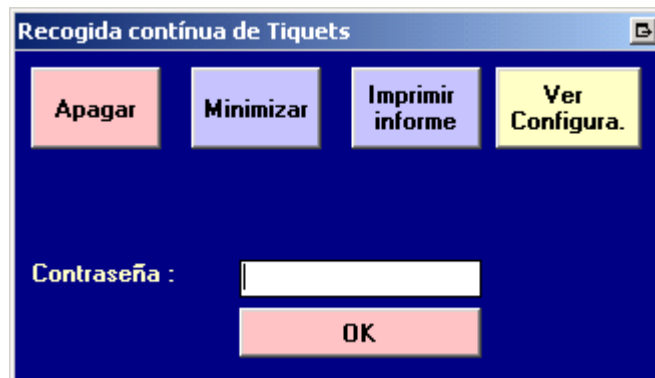 Recogida contínua de Tiquets
Apagar
Minimizar
Imprimir
informe
Ver
Configura.
Contraseña :
OK